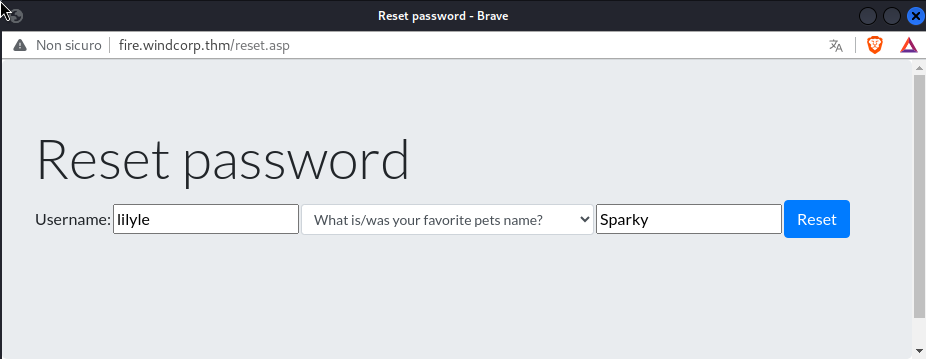 Reset password - Brave
Non sicuro fire.windcorp.thm/reset.asp
Reset password
Username: lilyle What is/was your favorite pets name? Sparky Reset